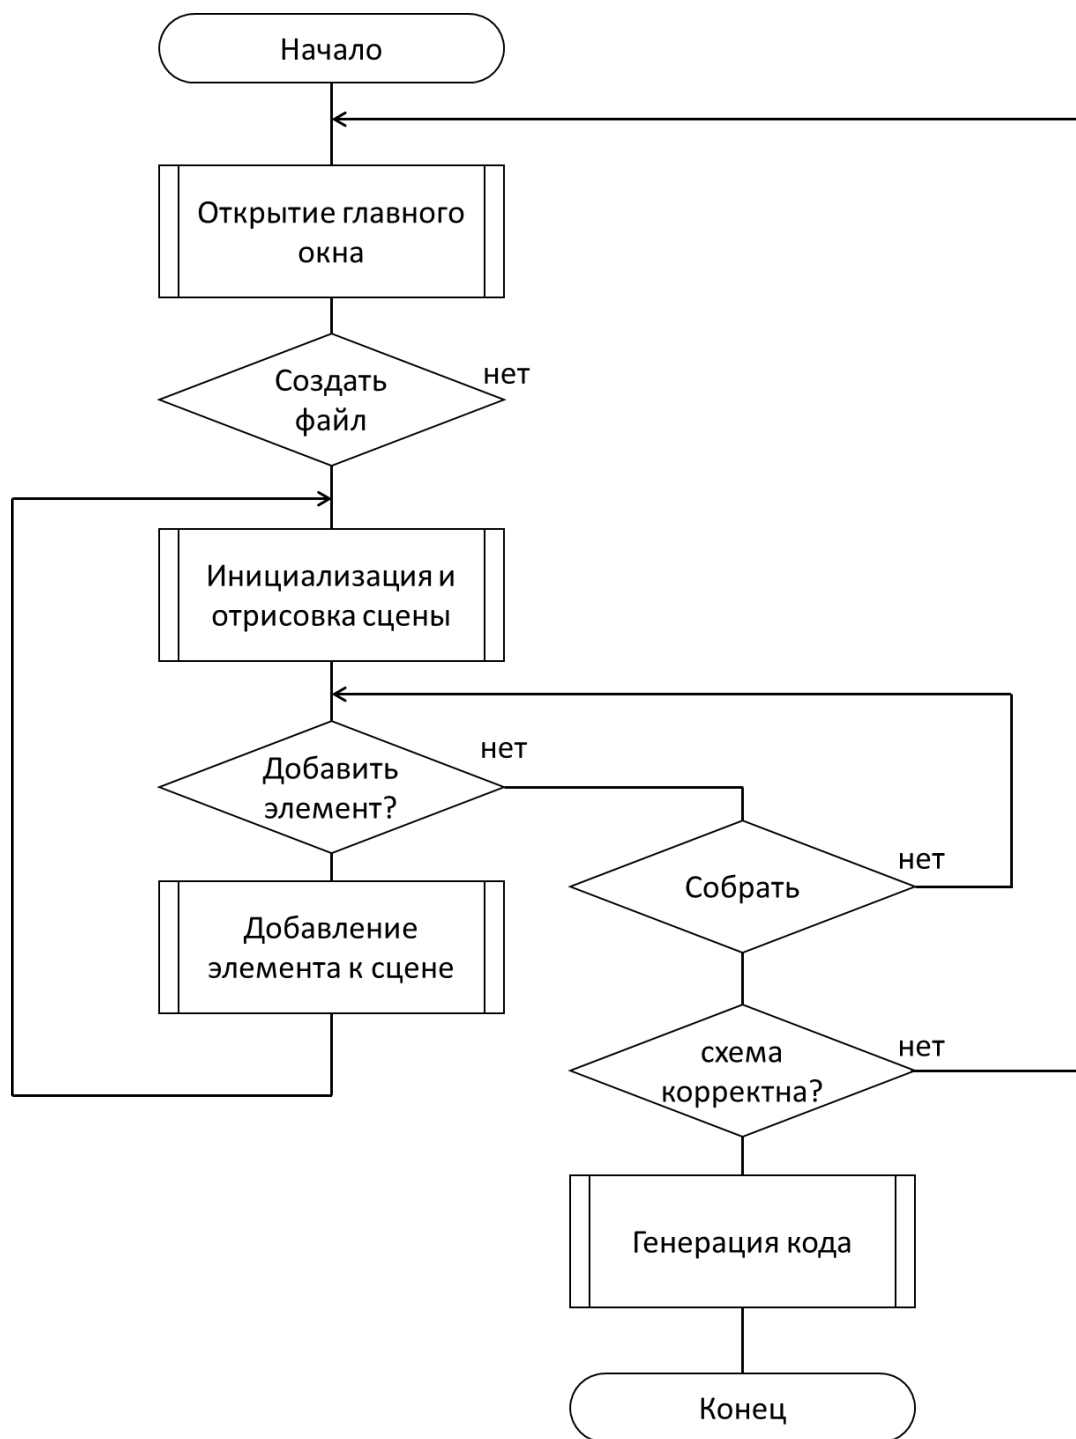 Начало
Открытие главного
окна
Создать
файл
нет
Инициализация и
отрисовка сцены
Добавить
элемент?
нет
Собрать
нет
Добавление
элемента к сцене
схема
корректна?
нет
Генерация кода
Конец